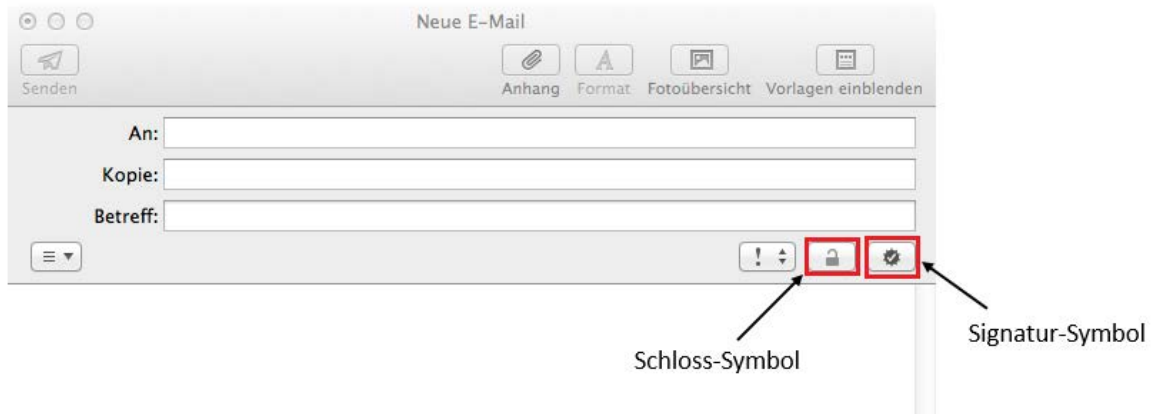 Neue E-Mail
Senden
Anhang Format Fotoübersicht Vorlagen einblenden
An:
Kopie:
Betreff:
!
Schloss-Symbol
Signatur-Symbol